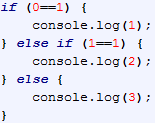 if (0==1) {
    console.log(1);
} else if (1==1) {
    console.log(2);
} else {
    console.log(3);
}